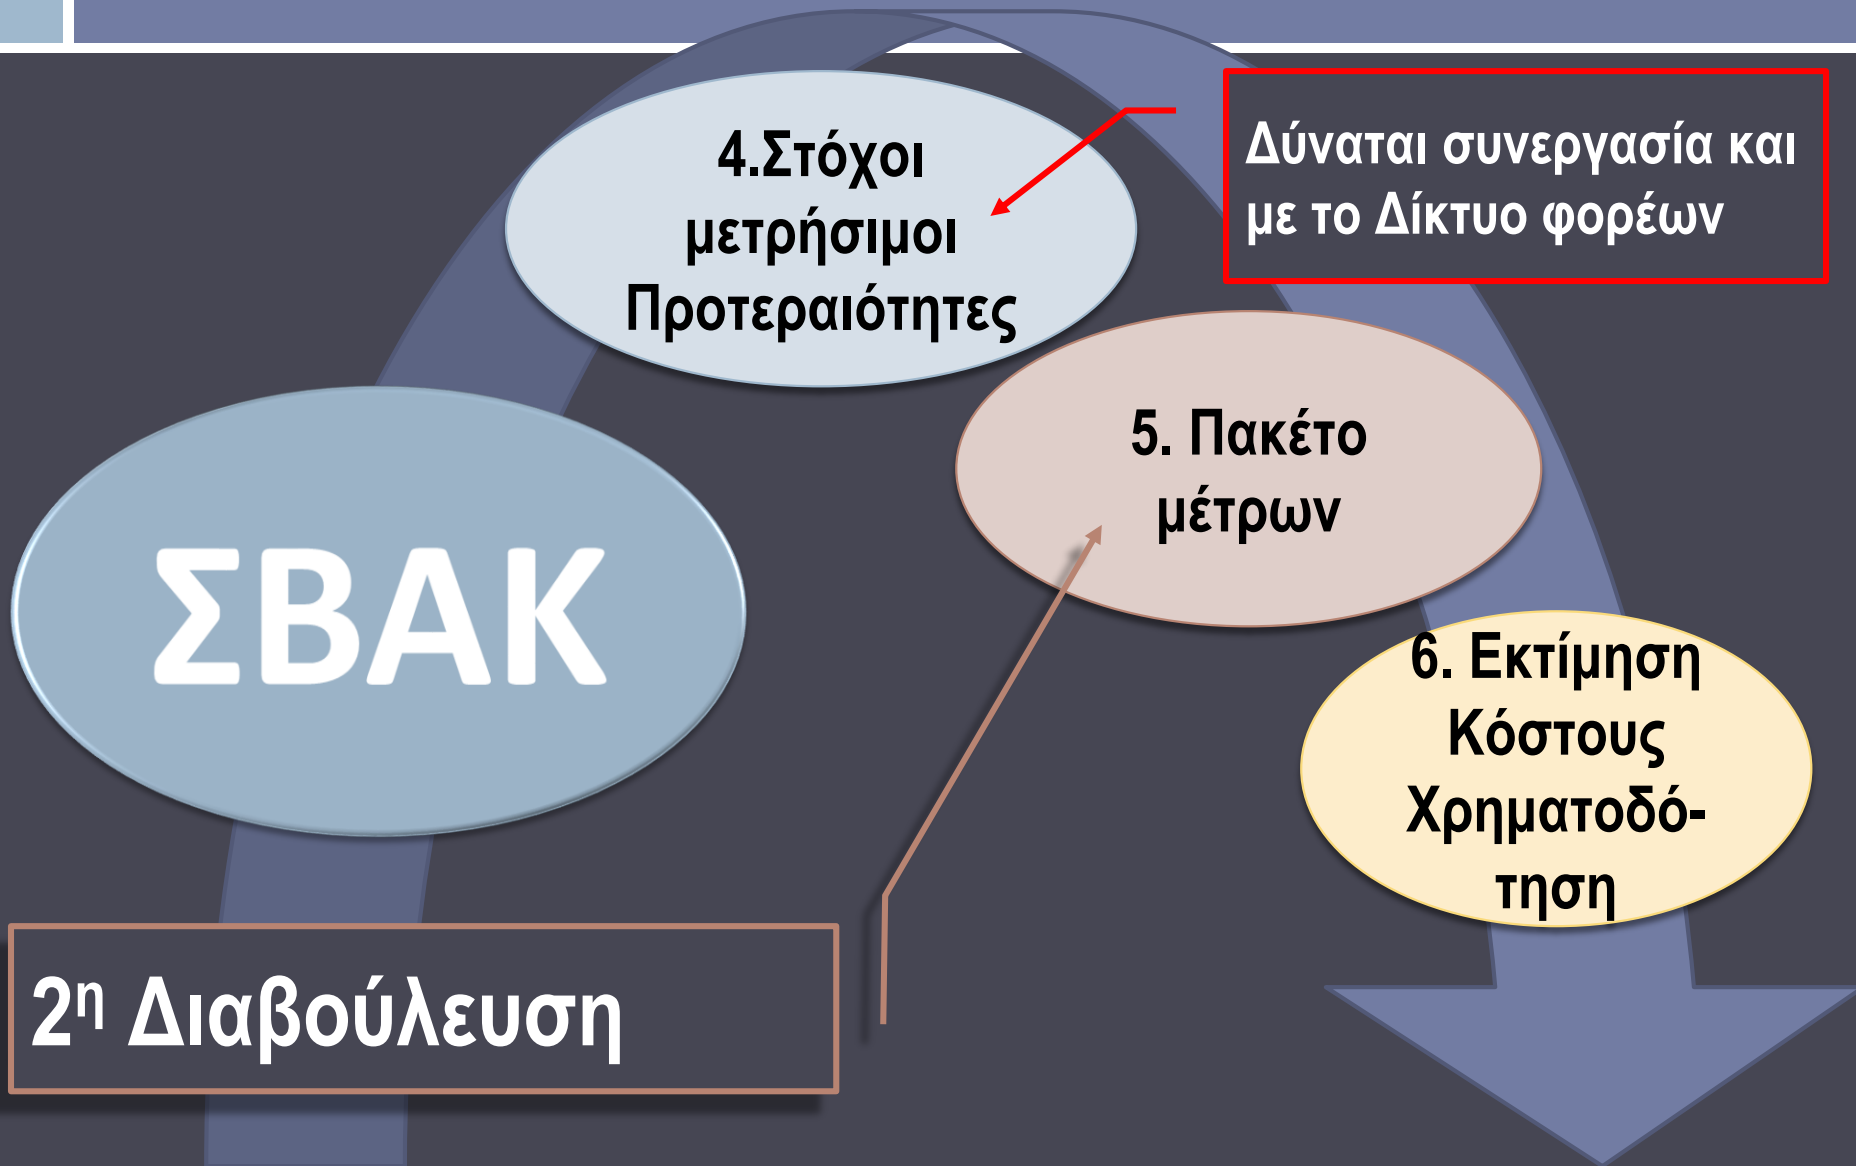 4.Στόχοι
μετρήσιμοι
Προτεραιότητες
Δύναται συνεργασία και
με το Δίκτυο φορέων
5. Πακέτο
μέτρων
ΣΒΑΚ
6. Εκτίμηση
Κόστους
Χρηματοδό-
τηση
2η Διαβούλευση